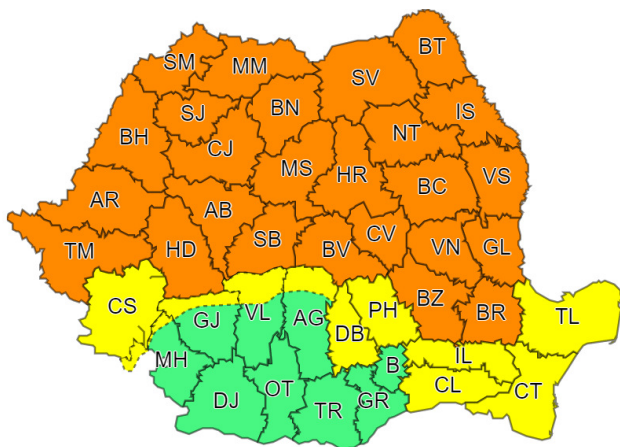 BT
SM
MM
SV
BN
IS
SJ
NT
BH
CJ
MS
HR
BC
VS
AR
AB
CV
SB
BV
VN
GL
TM
HD
CS
BZ
BR
TL
PH
VL
AG
GJ
DB
MH
IL
B
OT
CL
CT
DJ
TR
GR